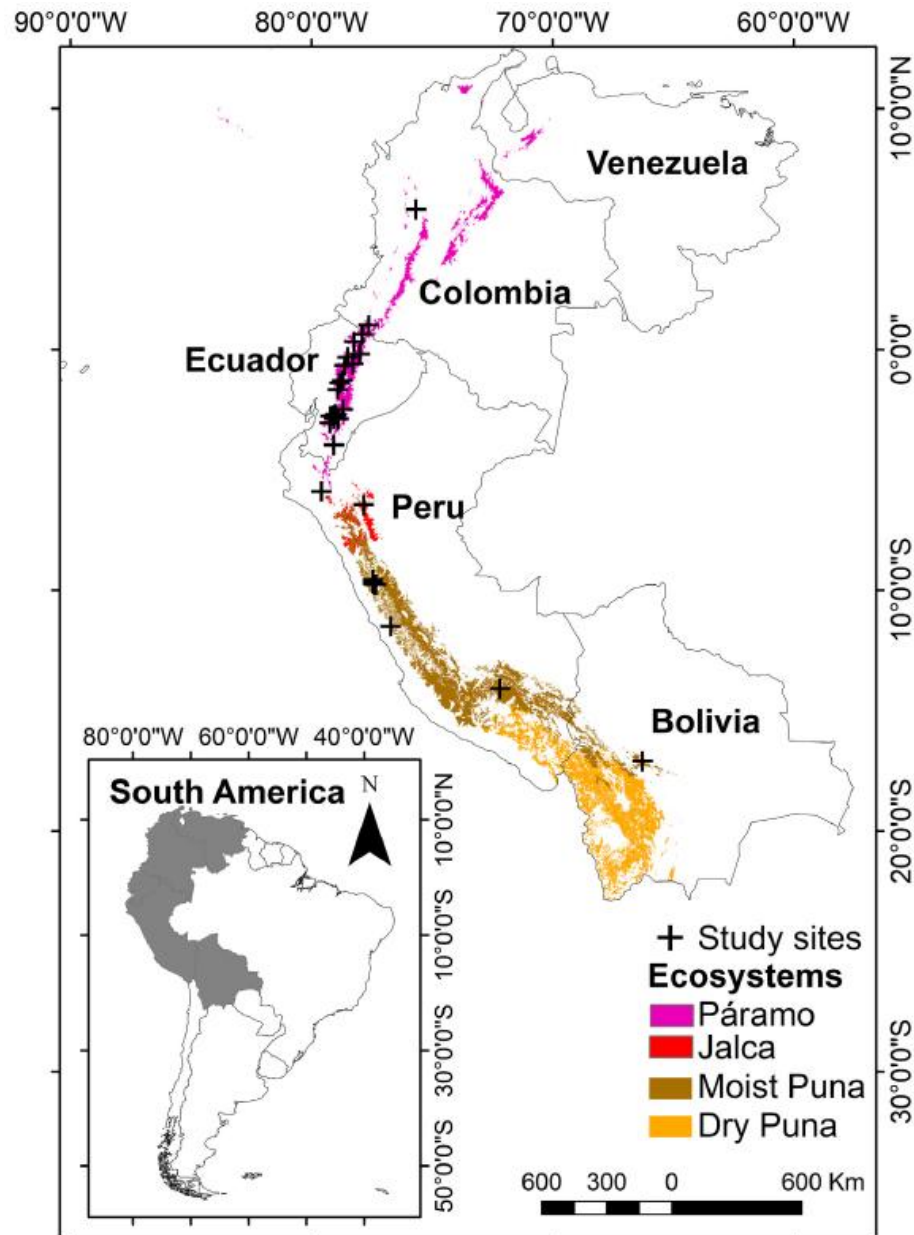 90°0'0"W 80°0'0"W 70°0'0"W 60°0'0"W
10°0'0"N
Venezuela
Colombia
0°0'0"
Ecuador
Peru
10°0'0"S
Bolivia
20°0'0"S
30°0'0"S
80°0'0"W 60°0'0"W 40°0'0"W
South America
N
10°0'0"N
10°0'0"S
30°0'0"S
50°0'0"S
Study sites
Ecosystems
Páramo
Jalca
Moist Puna
Dry Puna
600 300 0 600 Km